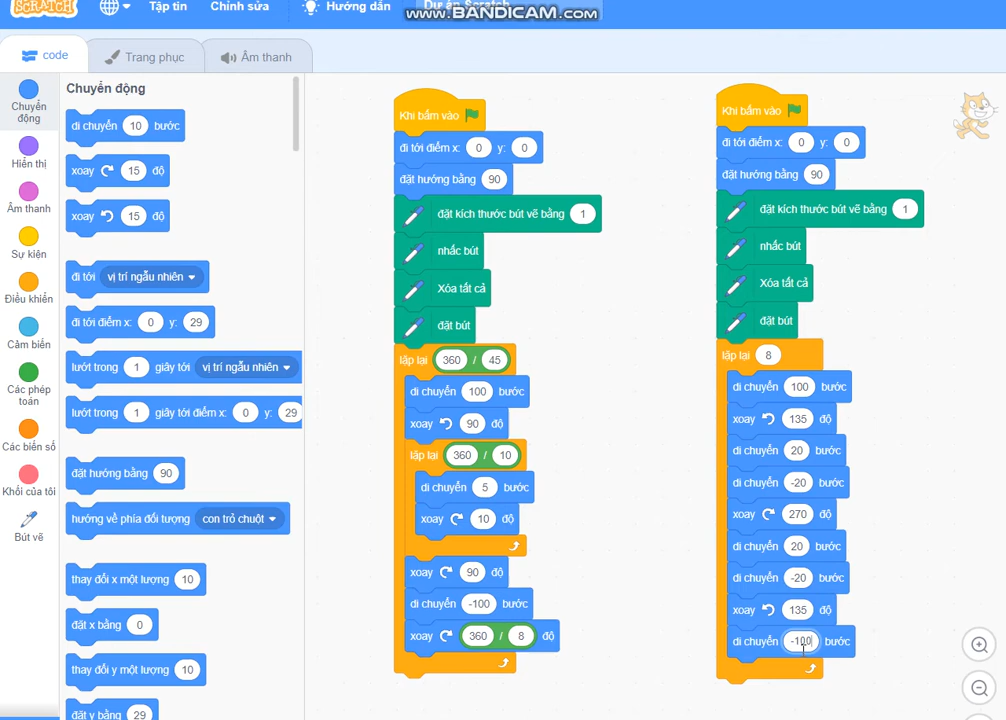 SCRATCH
Tập tin
Chỉnh sửa
Hướng dẫn
Dự án Scratch
www.BANDICAM.com
code
Trang phục
Âm thanh
Chuyển động
Hiển thị
Âm thanh
Sự kiện
Điều khiển
Cảm biến
Các phép toán
Các biến số
Khối của tôi
Bút vẽ
Chuyển động
di chuyển 10 bước
xoay 15 độ
xoay 15 độ
đi tới vị trí ngẫu nhiên
đi tới điểm x: 0 y: 29
lướt trong 1 giây tới vị trí ngẫu nhiên
lướt trong 1 giây tới điểm x: 0 y: 29
đặt hướng bằng 90
hướng về phía đối tượng con trỏ chuột
thay đổi x một lượng 10
đặt x bằng 0
thay đổi y một lượng 10
đặt y bằng 29
Khi bấm vào
đi tới điểm x: 0 y: 0
đặt hướng bằng 90
đặt kích thước bút vẽ bằng 1
nhấc bút
Xóa tất cả
đặt bút
lặp lại 360 / 45
di chuyển 100 bước
xoay 90 độ
lặp lại 360 / 10
di chuyển 5 bước
xoay 10 độ
xoay 90 độ
di chuyển -100 bước
xoay 360 / 8 độ
Khi bấm vào
đi tới điểm x: 0 y: 0
đặt hướng bằng 90
đặt kích thước bút vẽ bằng 1
nhấc bút
Xóa tất cả
đặt bút
lặp lại 8
di chuyển 100 bước
xoay 135 độ
di chuyển 20 bước
di chuyển -20 bước
xoay 270 độ
di chuyển 20 bước
di chuyển -20 bước
xoay 135 độ
di chuyển -100 bước